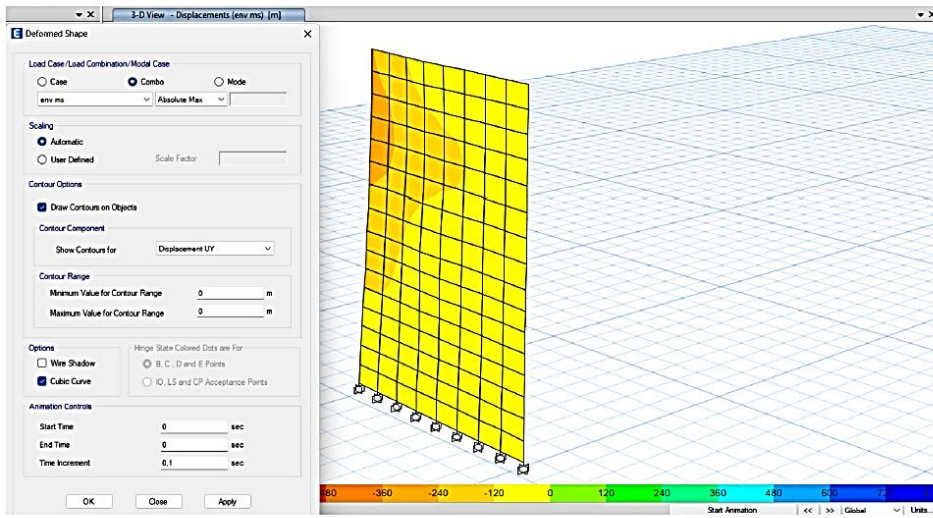 3-D View - Displacements (env ms) [m]
Deformed Shape
Load Case/Load Combination/Modal Case
Case Combo Mode
env ms Absolute Max
Scaling
Automatic
User Defined Scale Factor
Contour Options
Draw Contours on Objects
Contour Component
Show Contours for Displacement UY
Contour Range
Minimum Value for Contour Range 0 m
Maximum Value for Contour Range 0 m
Options Hinge State Colored Dots are For
Wire Shadow B, C, D and E Points
Cubic Curve IO, LS and CP Acceptance Points
Animation Controls
Start Time 0 sec
End Time 0 sec
Time Increment 0,1 sec
OK Close Apply
-360 -240 -120 0 120 240 360 480 600
Start Animation << >> Global Units...